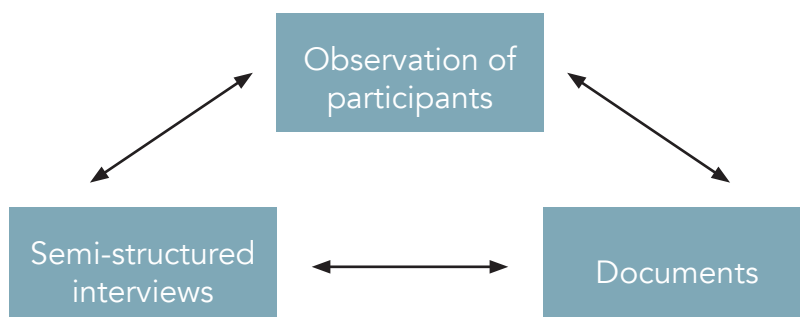 Observation of
participants
Semi-structured
interviews
Documents